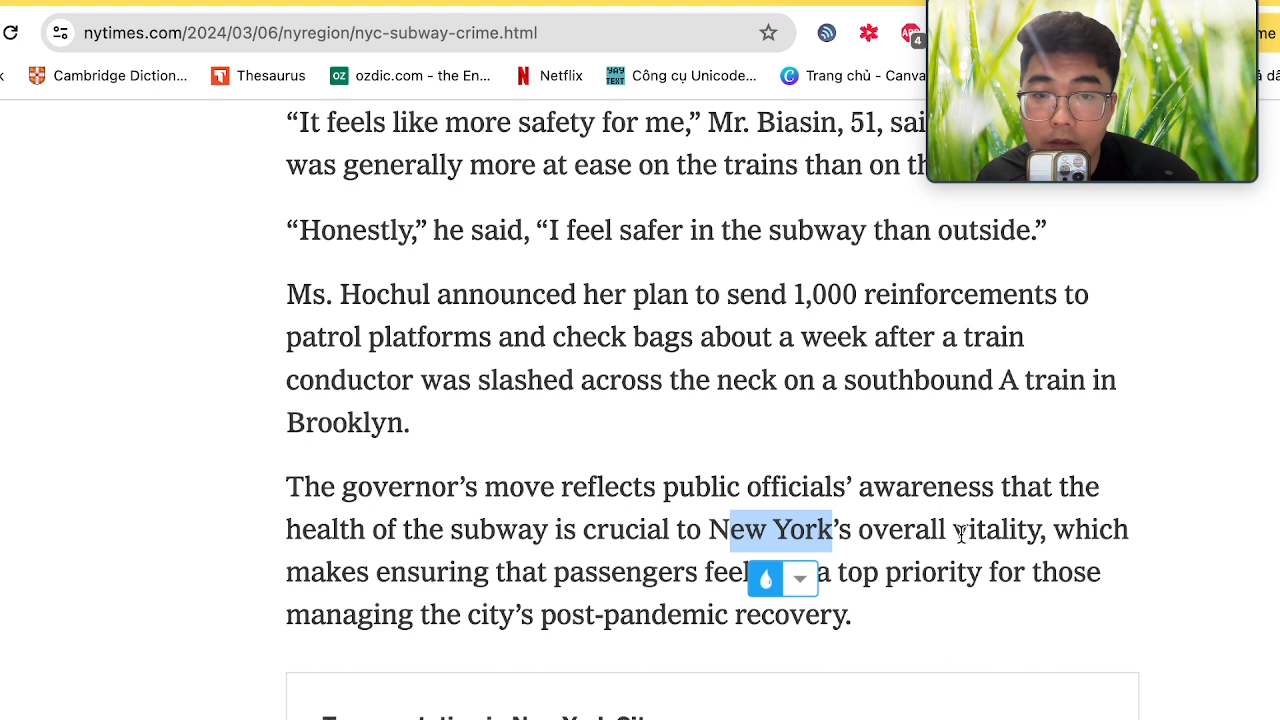 nytimes.com/2024/03/06/nyregion/nyc-subway-crime.html
4
Cambridge Diction... Thesaurus OZ ozdic.com - the En... Netflix YAY TEXT Công cụ Unicode... Trang chủ - Canva
“It feels like more safety for me,” Mr. Biasin, 51,
was generally more at ease on the trains than on
“Honestly,” he said, “I feel safer in the subway than outside.”
Ms. Hochul announced her plan to send 1,000 reinforcements to
patrol platforms and check bags about a week after a train
conductor was slashed across the neck on a southbound A train in
Brooklyn.
The governor’s move reflects public officials’ awareness that the
health of the subway is crucial to New York’s overall vitality, which
makes ensuring that passengers feel a top priority for those
managing the city’s post-pandemic recovery.